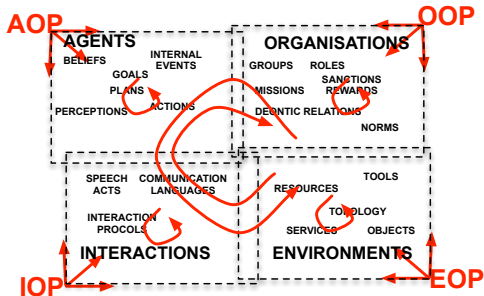 AOP
OOP
AGENTS
BELIEFS
INTERNAL
EVENTS
GOALS
PLANS
PERCEPTIONS
ACTIONS
ORGANISATIONS
GROUPS
ROLES
SANCTIONS
REWARDS
MISSIONS
DEONTIC RELATIONS
NORMS
SPEECH
ACTS
COMMUNICATION
LANGUAGES
INTERACTION
PROCOLS
INTERACTIONS
RESOURCES
TOOLS
TOPOLOGY
SERVICES
OBJECTS
ENVIRONMENTS
IOP
EOP